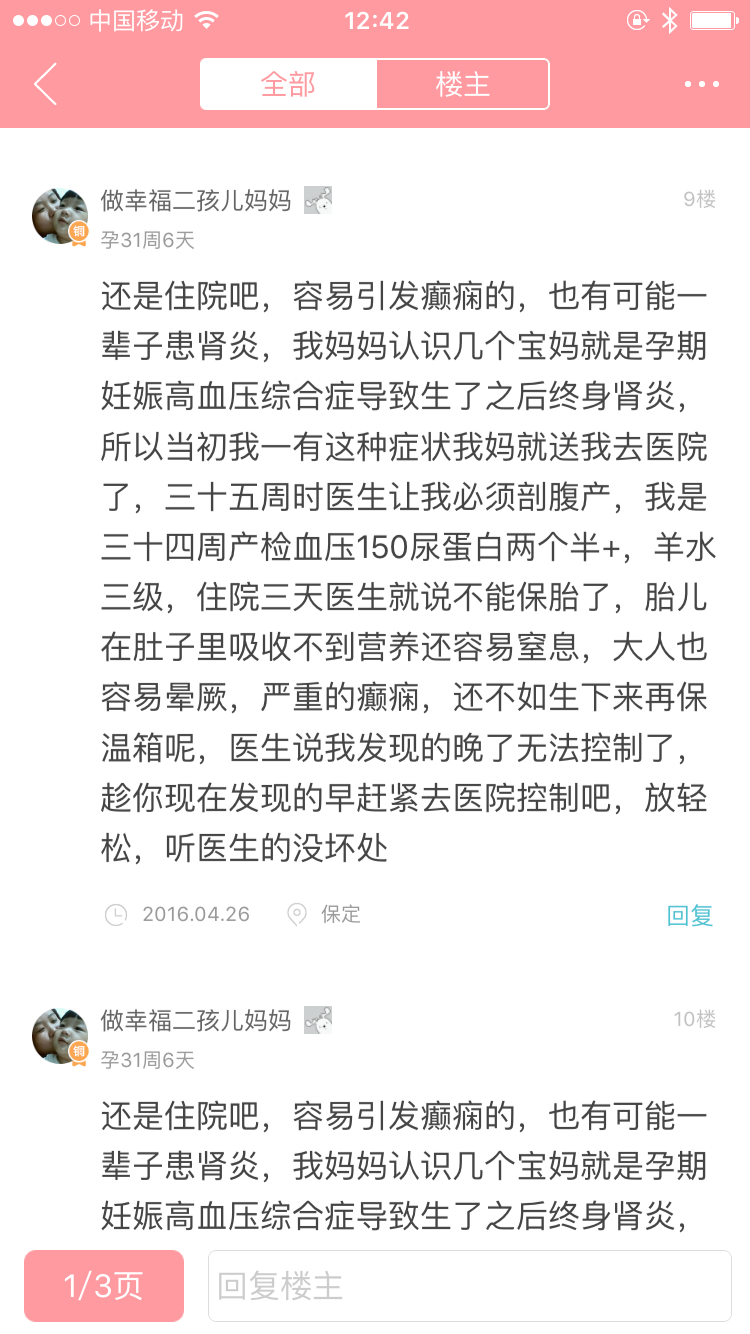 中国移动 12:42
全部 楼主
做幸福二孩儿妈妈 9楼
铜
孕31周6天
还是住院吧，容易引发癫痫的，也有可能一
辈子患肾炎，我妈妈认识几个宝妈就是孕期
妊娠高血压综合症导致生了之后终身肾炎，
所以当初我一有这种症状我妈就送我去医院
了，三十五周时医生让我必须剖腹产，我是
三十四周产检血压150尿蛋白两个半+，羊水
三级，住院三天医生就说不能保胎了，胎儿
在肚子里吸收不到营养还容易窒息，大人也
容易晕厥，严重的癫痫，还不如生下来再保
温箱呢，医生说我发现的晚了无法控制了，
趁你现在发现的早赶紧去医院控制吧，放轻
松，听医生的没坏处
2016.04.26 保定 回复
做幸福二孩儿妈妈 10楼
铜
孕31周6天
还是住院吧，容易引发癫痫的，也有可能一
辈子患肾炎，我妈妈认识几个宝妈就是孕期
妊娠高血压综合症导致生了之后终身肾炎，
1/3页 回复楼主